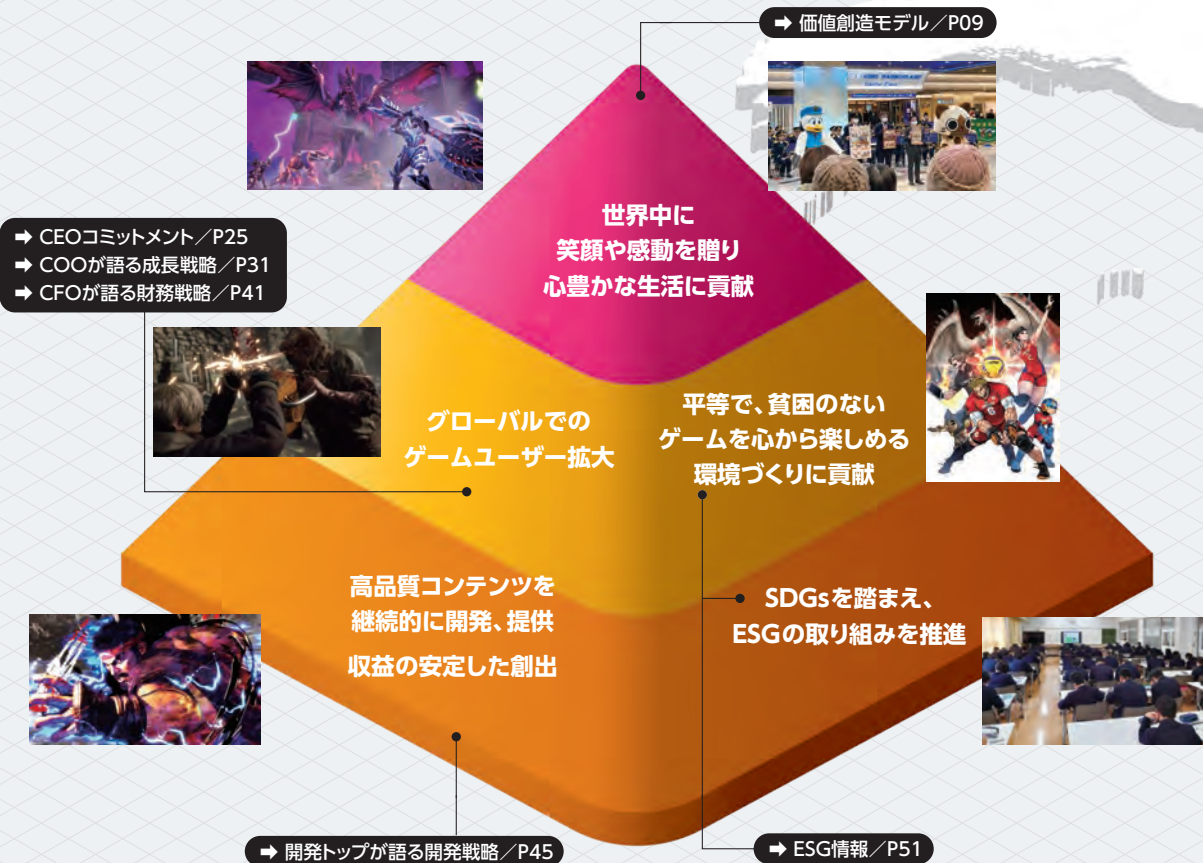 ➡ 価値創造モデル／P09
世界中に
笑顔や感動を贈り
心豊かな生活に貢献
➡ CEOコミットメント／P25
➡ COOが語る成長戦略／P31
➡ CFOが語る財務戦略／P41
グローバルでの
ゲームユーザー拡大
平等で、貧困のない
ゲームを心から楽しめる
環境づくりに貢献
高品質コンテンツを
継続的に開発、提供
収益の安定した創出
SDGsを踏まえ、
ESGの取り組みを推進
➡ 開発トップが語る開発戦略／P45
➡ ESG情報／P51